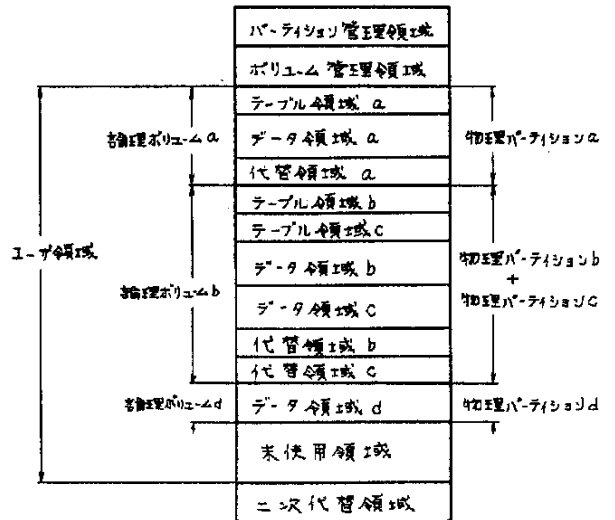 パーティション管理領域
ボリューム管理領域
テーブル領域 a
論理ボリューム a
データ領域 a
物理パーティション a
代替領域 a
テーブル領域 b
テーブル領域 c
ユーザ領域
データ領域 b
物理パーティション b
+
物理パーティション c
論理ボリューム b
データ領域 c
代替領域 b
代替領域 c
論理ボリューム d
データ領域 d
物理パーティション d
未使用領域
二次代替領域